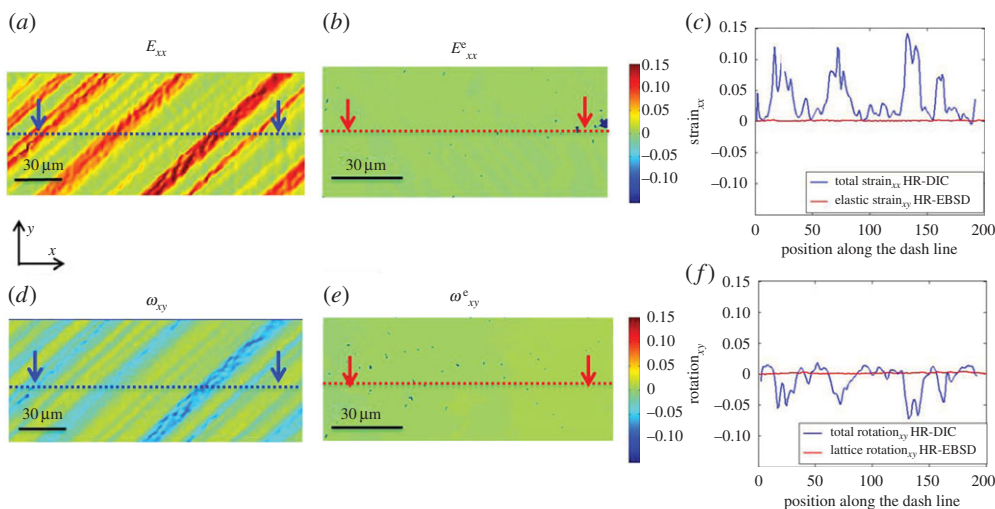 (a)
E_xx
30 µm
(b)
E^e_xx
30 µm
0.15
0.10
0.05
0
−0.05
−0.10
(c)
strain_xx
0.15
0.10
0.05
0
−0.05
−0.10
total strain_xx HR-DIC
elastic strain_xy HR-EBSD
0 50 100 150 200
position along the dash line
y
x
(d)
ω_xy
30 µm
(e)
ω^e_xy
30 µm
0.15
0.10
0.05
0
−0.05
−0.10
(f)
rotation_xy
0.15
0.10
0.05
0
−0.05
−0.10
total rotation_xy HR-DIC
lattice rotation_xy HR-EBSD
0 50 100 150 200
position along the dash line